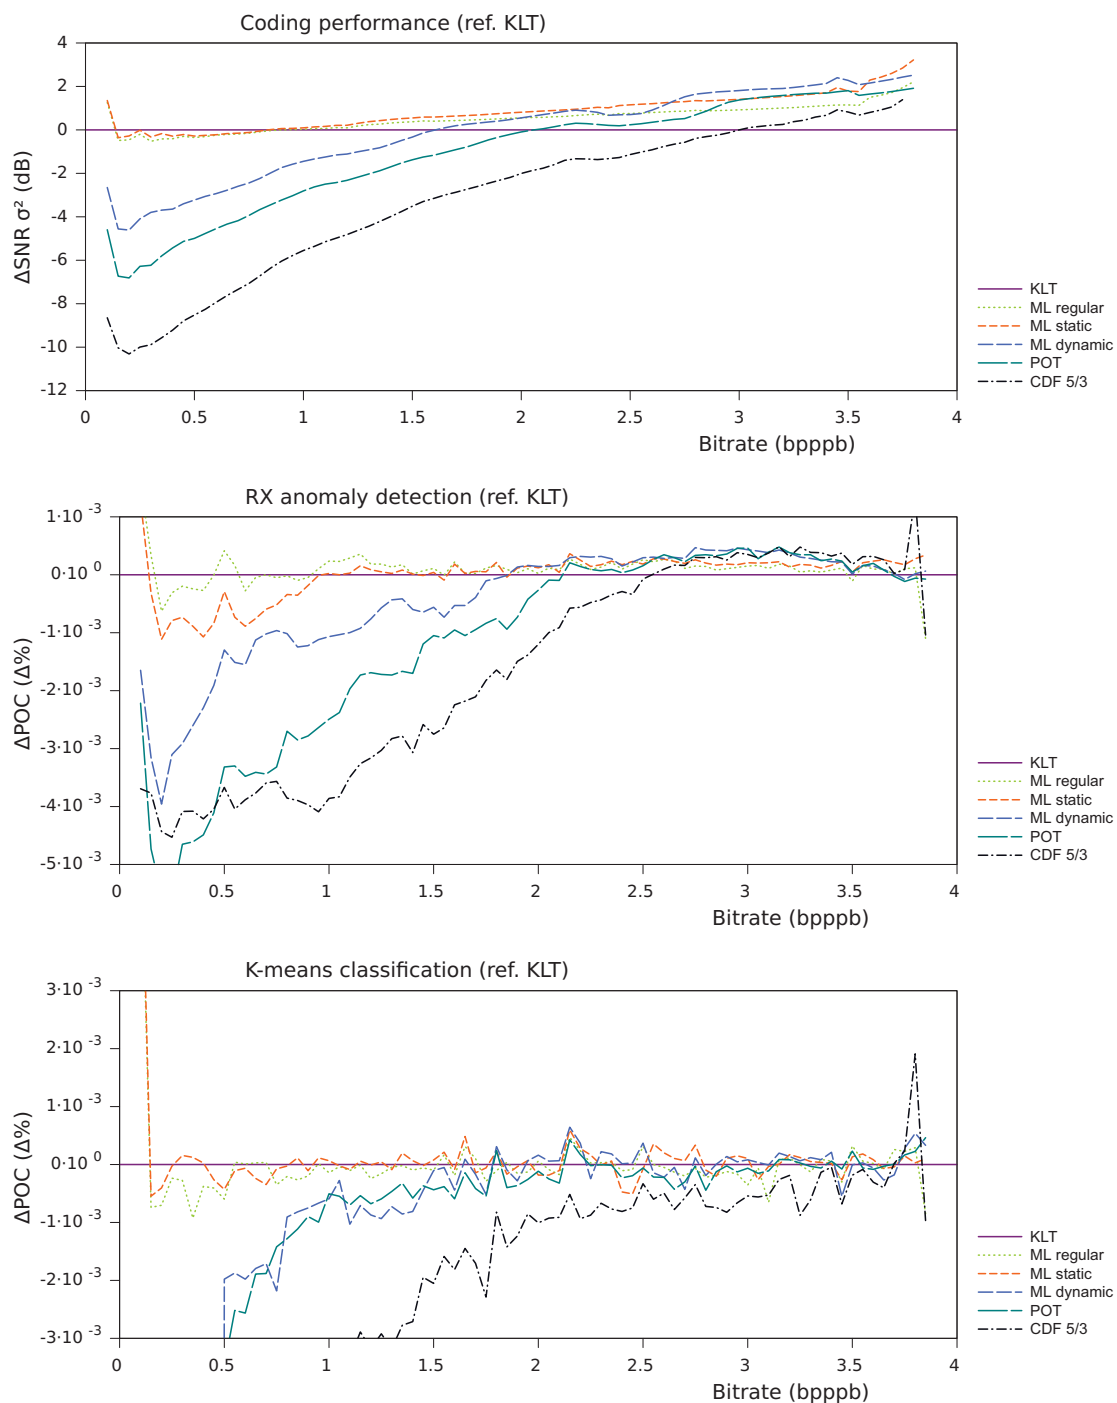 Coding performance (ref. KLT)
4
2
0
-2
-4
-6
-8
-10
-12
ΔSNR σ² (dB)
0
0.5
1
1.5
2
2.5
3
3.5
4
Bitrate (bpppb)
KLT
ML regular
ML static
ML dynamic
POT
CDF 5/3
RX anomaly detection (ref. KLT)
1·10 -3
0·10 0
-1·10 -3
-2·10 -3
-3·10 -3
-4·10 -3
-5·10 -3
ΔPOC (Δ%)
0
0.5
1
1.5
2
2.5
3
3.5
4
Bitrate (bpppb)
KLT
ML regular
ML static
ML dynamic
POT
CDF 5/3
K-means classification (ref. KLT)
3·10 -3
2·10 -3
1·10 -3
0·10 0
-1·10 -3
-2·10 -3
-3·10 -3
ΔPOC (Δ%)
0
0.5
1
1.5
2
2.5
3
3.5
4
Bitrate (bpppb)
KLT
ML regular
ML static
ML dynamic
POT
CDF 5/3